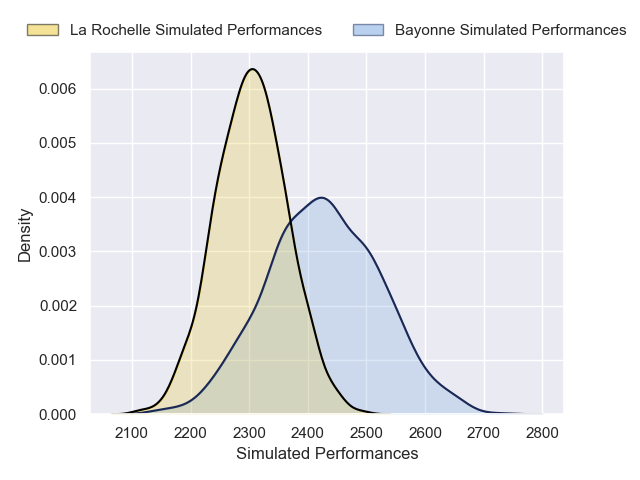 La Rochelle Simulated Performances
Bayonne Simulated Performances
0.006
0.005
0.004
0.003
0.002
0.001
0.000
Density
2100 2200 2300 2400 2500 2600 2700 2800
Simulated Performances